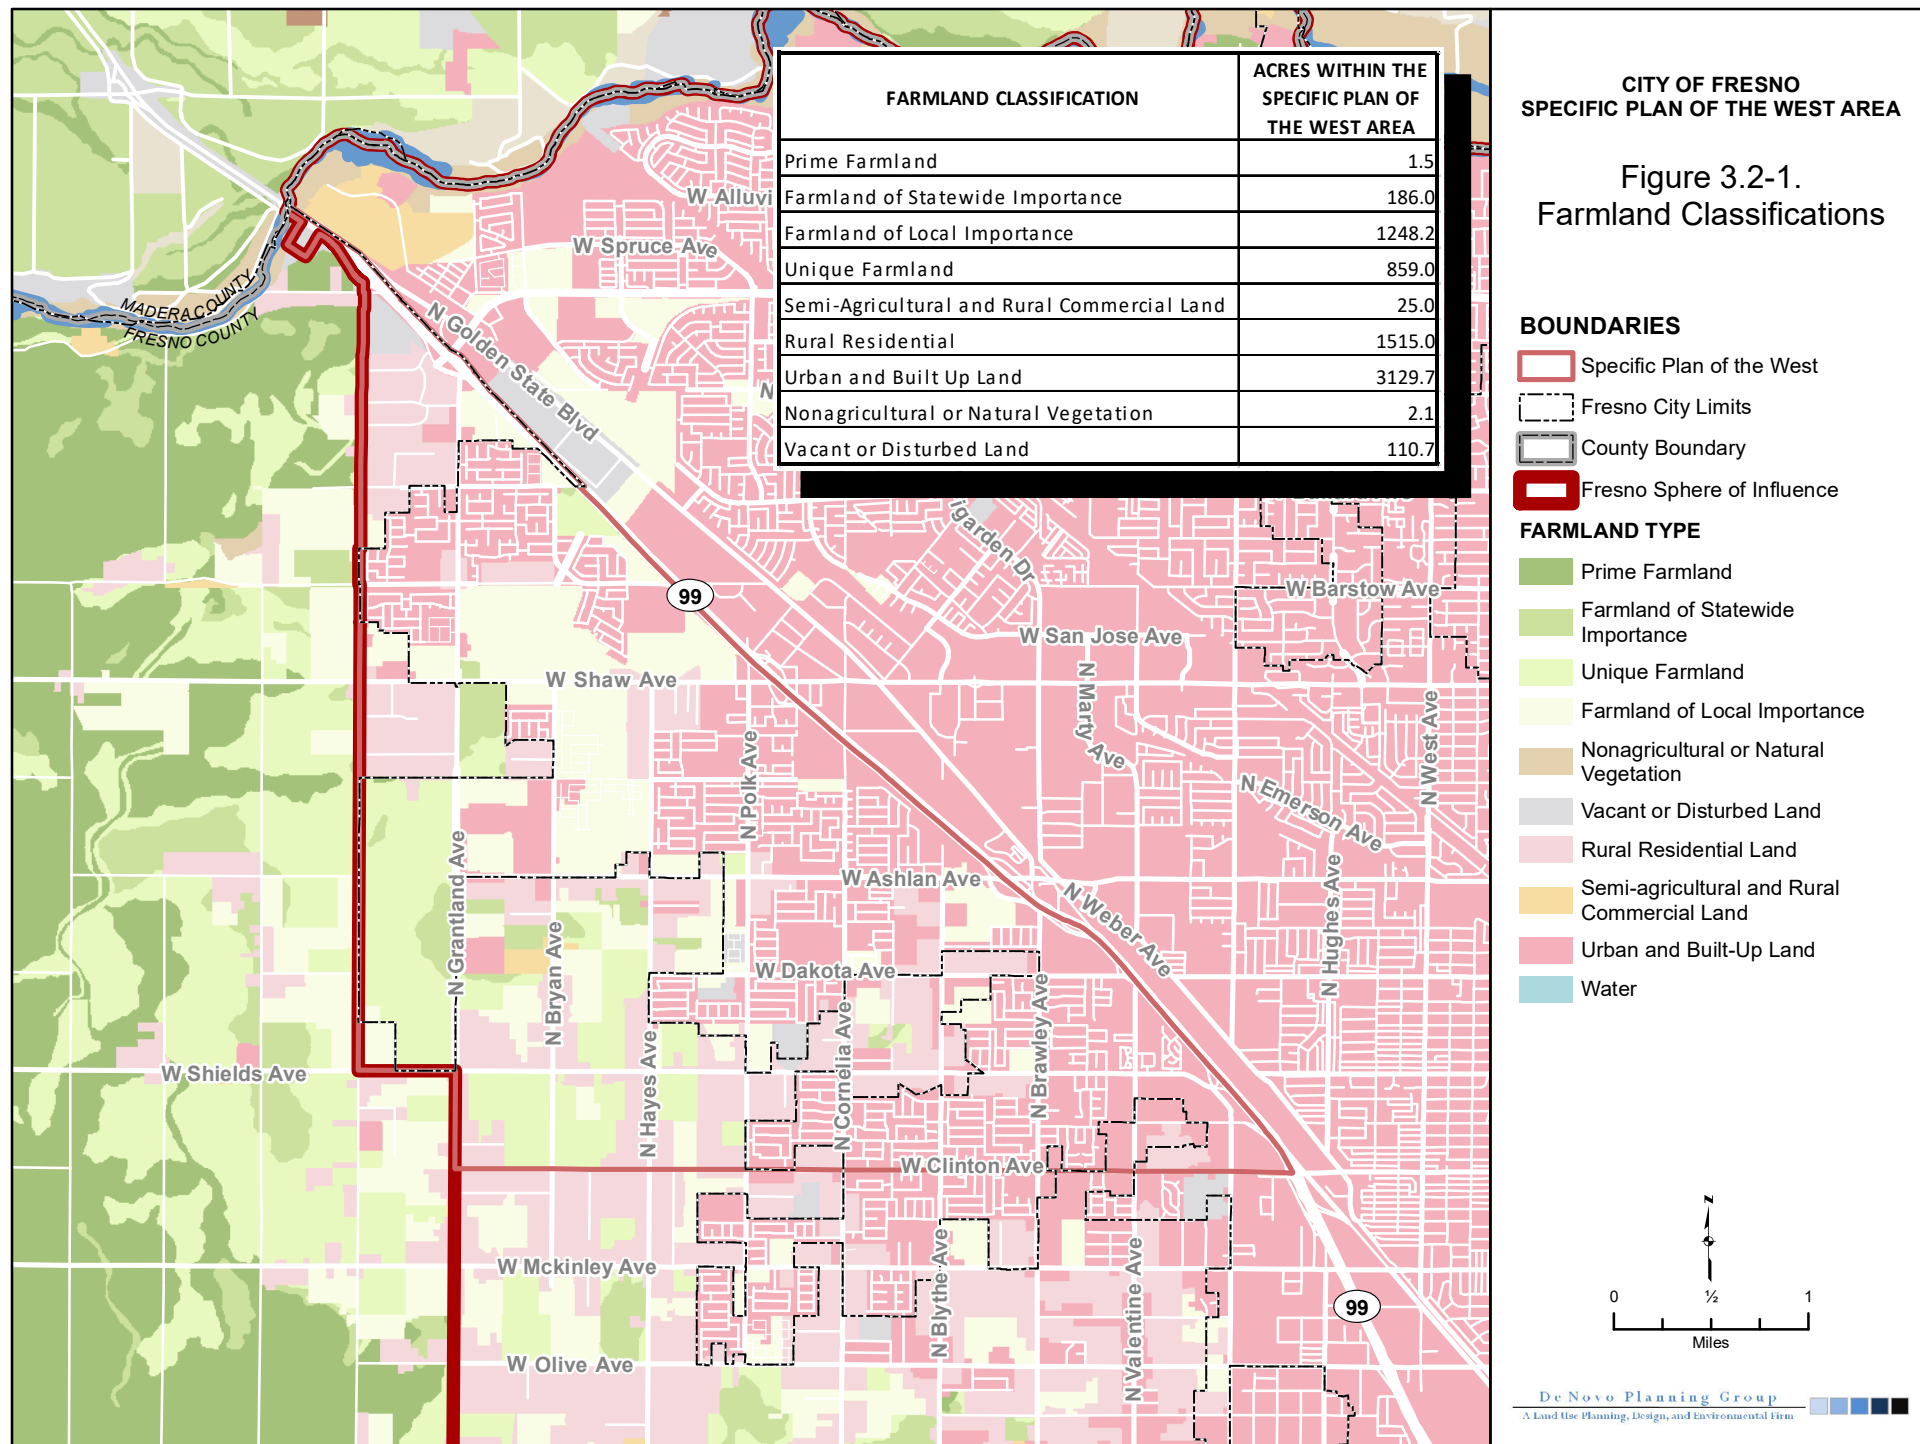 FARMLAND CLASSIFICATION
ACRES WITHIN THE
SPECIFIC PLAN OF
THE WEST AREA
Prime Farmland 1.5
Farmland of Statewide Importance 186.0
Farmland of Local Importance 1248.2
Unique Farmland 859.0
Semi-Agricultural and Rural Commercial Land 25.0
Rural Residential 1515.0
Urban and Built Up Land 3129.7
Nonagricultural or Natural Vegetation 2.1
Vacant or Disturbed Land 110.7
W Alluvi
W Spruce Ave
MADERA COUNTY
FRESNO COUNTY
N Golden State Blvd
N
igarden Dr
99
W Barstow Ave
W San Jose Ave
W Shaw Ave
N Marty Ave
N West Ave
N Polk Ave
N Emerson Ave
N Grantland Ave
W Ashlan Ave
N Weber Ave
N Hughes Ave
N Bryan Ave
W Dakota Ave
N Hayes Ave
N Cornelia Ave
N Brawley Ave
W Shields Ave
W Clinton Ave
W Mckinley Ave
N Blythe Ave
N Valentine Ave
99
W Olive Ave
CITY OF FRESNO
SPECIFIC PLAN OF THE WEST AREA
Figure 3.2-1.
Farmland Classifications
BOUNDARIES
Specific Plan of the West
Fresno City Limits
County Boundary
Fresno Sphere of Influence
FARMLAND TYPE
Prime Farmland
Farmland of Statewide
Importance
Unique Farmland
Farmland of Local Importance
Nonagricultural or Natural
Vegetation
Vacant or Disturbed Land
Rural Residential Land
Semi-agricultural and Rural
Commercial Land
Urban and Built-Up Land
Water
N
0 ½ 1
Miles
De Novo Planning Group
A Land Use Planning, Design, and Environmental Firm